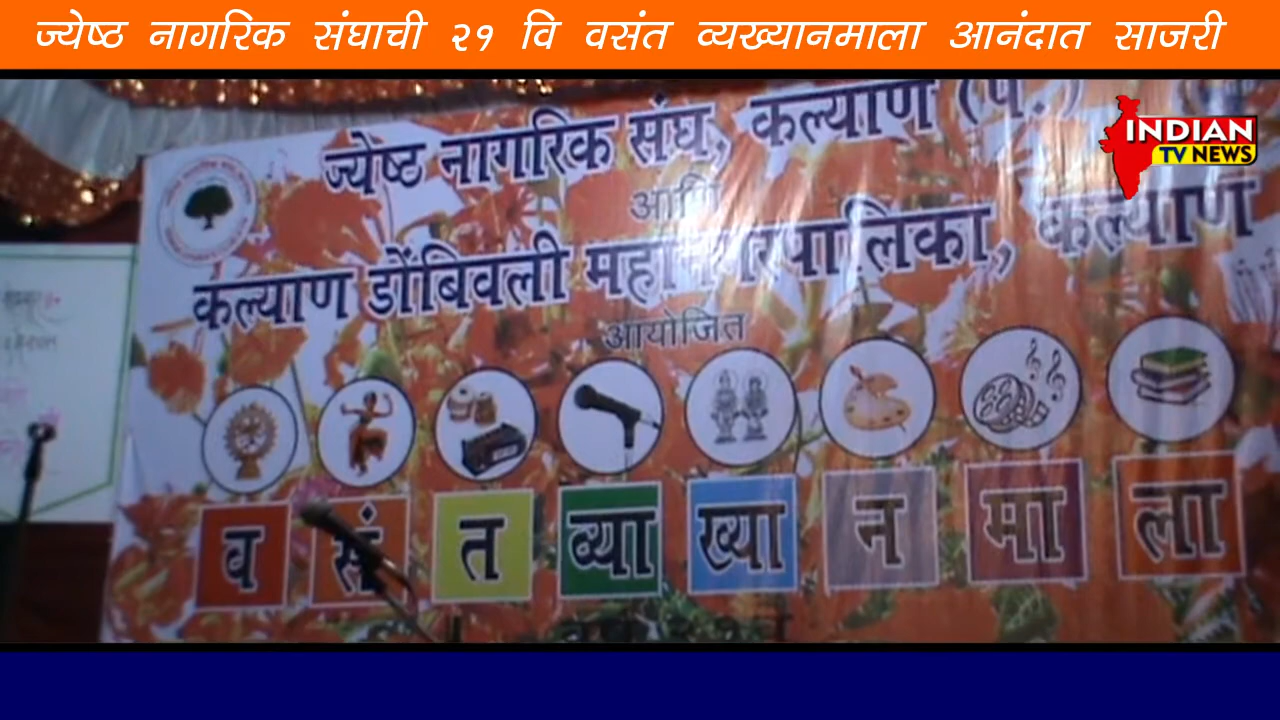 ज्येष्ठ नागरिक संघाची २१ वि वसंत व्यख्यानमाला आनंदात साजरी
INDIAN
TV NEWS
ज्येष्ठ नागरिक संघ, कल्याण (प.)
आणि
कल्याण डोंबिवली महानगरपालिका, कल्याण
आयोजित
व सं त व्या ख्या न मा ला